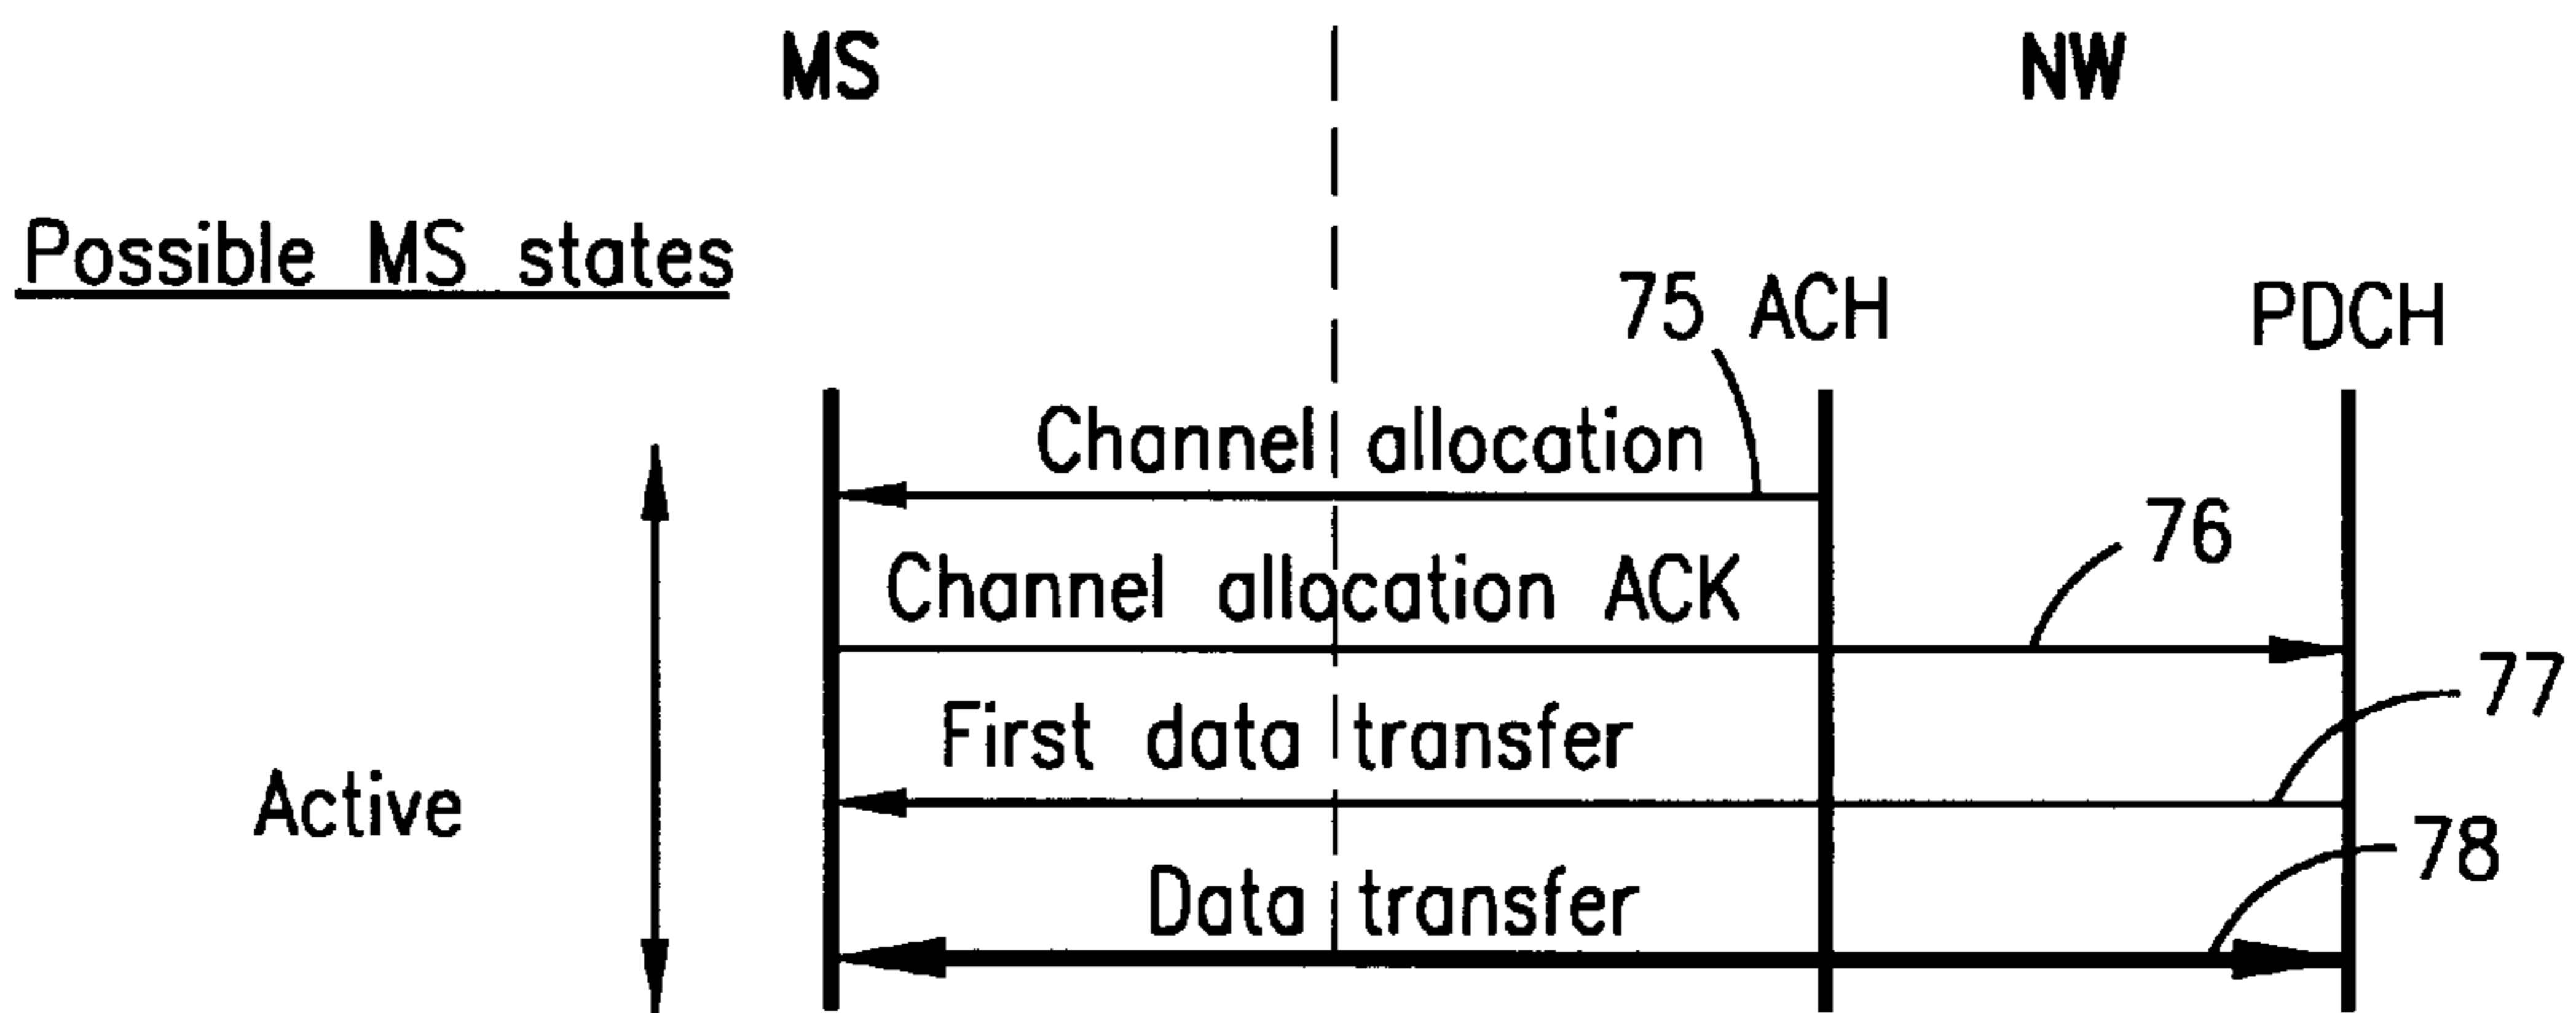 MS NW
Possible MS states
75 ACH PDCH
Channel allocation
76
Channel allocation ACK
77
First data transfer
Active
78
Data transfer